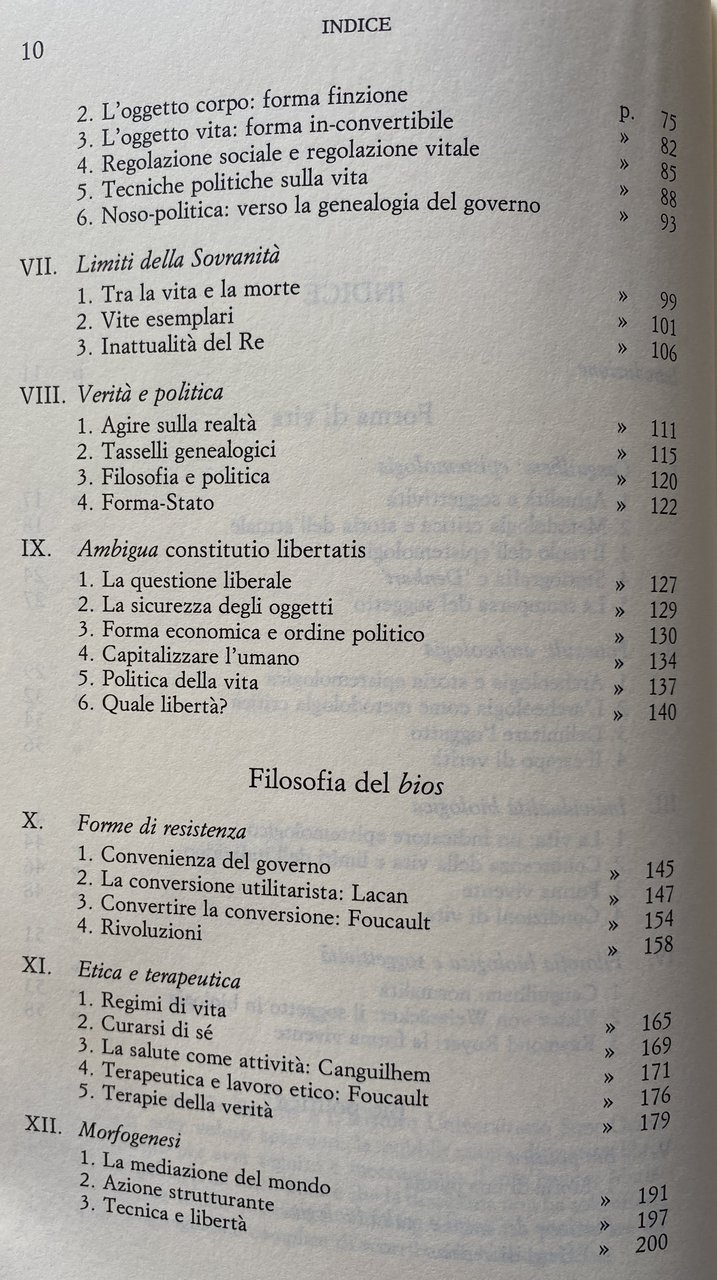 INDICE
10
2. L'oggetto corpo: forma finzione p. 75
3. L'oggetto vita: forma in-convertibile » 82
4. Regolazione sociale e regolazione vitale » 85
5. Tecniche politiche sulla vita » 88
6. Noso-politica: verso la genealogia del governo » 93
VII. Limiti della Sovranità
1. Tra la vita e la morte » 99
2. Vite esemplari » 101
3. Inattualità del Re » 106
VIII. Verità e politica
1. Agire sulla realtà » 111
2. Tasselli genealogici » 115
3. Filosofia e politica » 120
4. Forma-Stato » 122
IX. Ambigua constitutio libertatis
1. La questione liberale » 127
2. La sicurezza degli oggetti » 129
3. Forma economica e ordine politico » 130
4. Capitalizzare l'umano » 134
5. Politica della vita » 137
6. Quale libertà? » 140
Filosofia del bios
X. Forme di resistenza
1. Convenienza del governo » 145
2. La conversione utilitarista: Lacan » 147
3. Convertire la conversione: Foucault » 154
4. Rivoluzioni » 158
XI. Etica e terapeutica
1. Regimi di vita » 165
2. Curarsi di sé » 169
3. La salute come attività: Canguilhem » 171
4. Terapeutica e lavoro etico: Foucault » 176
5. Terapie della verità » 179
XII. Morfogenesi
1. La mediazione del mondo » 191
2. Azione strutturante » 197
3. Tecnica e libertà » 200